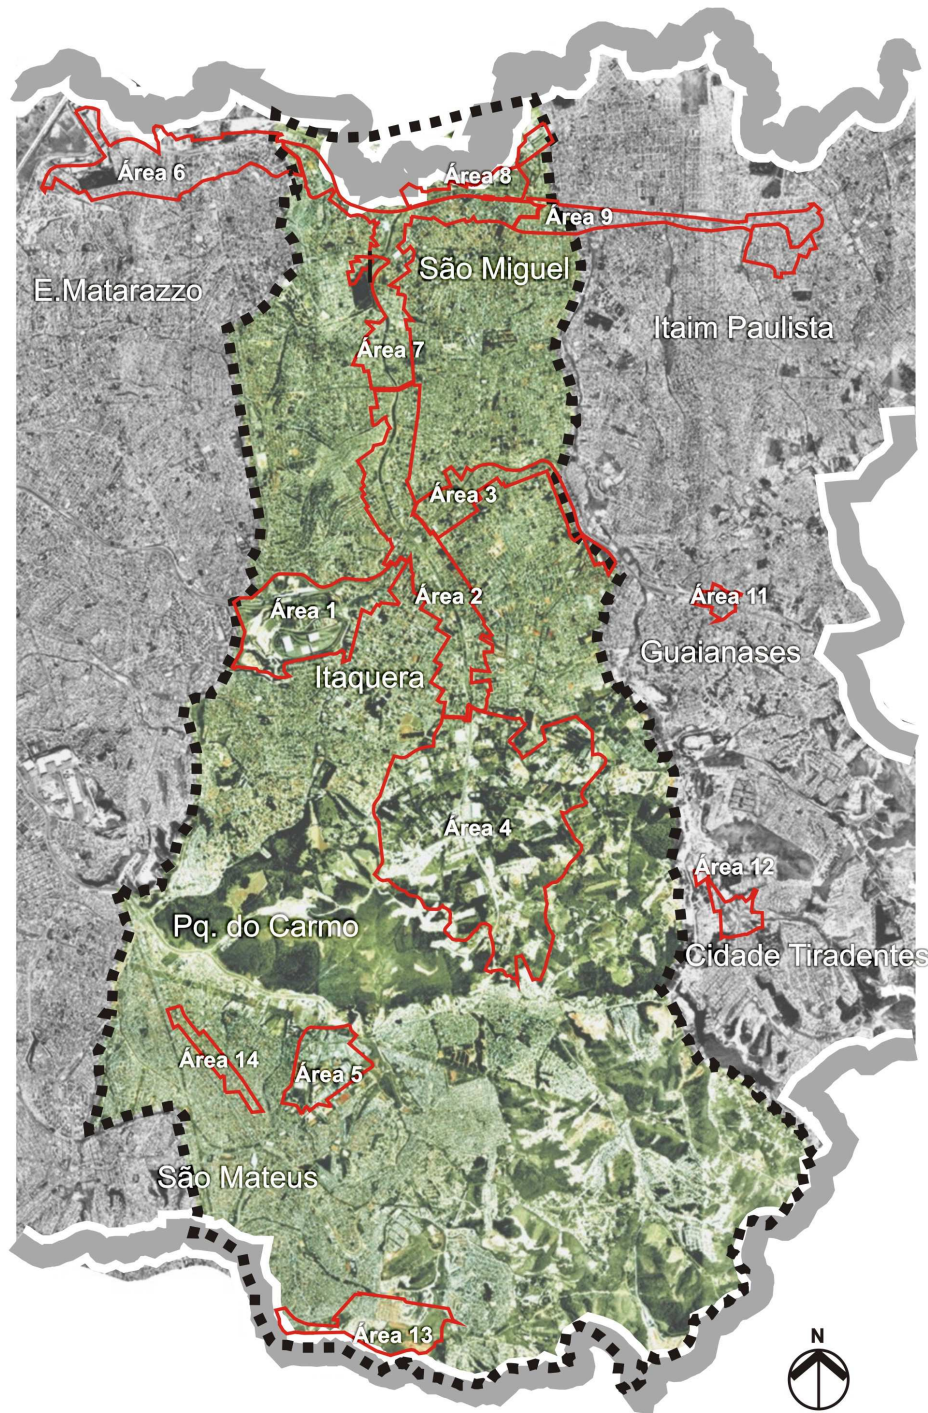 Área 6
Área 8
Área 9
São Miguel
E.Matarazzo
Itaim Paulista
Área 7
Área 3
Área 11
Área 2
Área 1
Guaianases
Itaquera
Área 4
Área 12
Pq. do Carmo
Cidade Tiradentes
Área 14
Área 5
São Mateus
Área 13
N